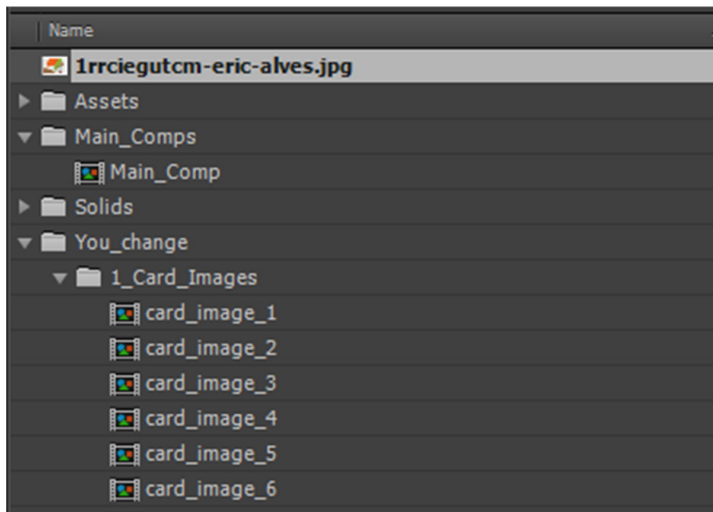 Name
1rrciegutcm-eric-alves.jpg
Assets
Main_Comps
Main_Comp
Solids
You_change
1_Card_Images
card_image_1
card_image_2
card_image_3
card_image_4
card_image_5
card_image_6